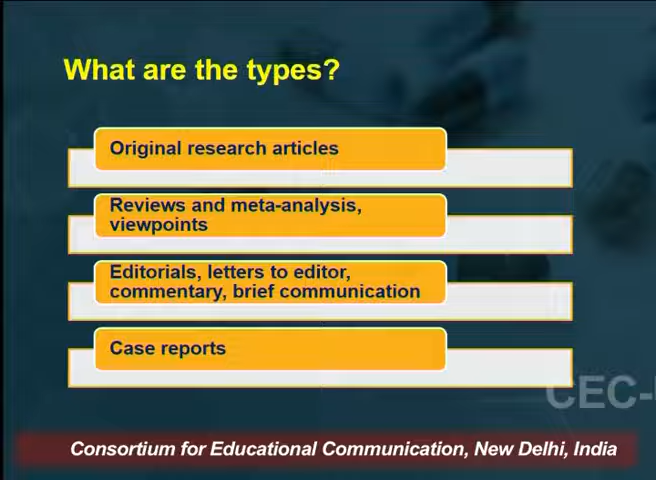 What are the types?
Original research articles
Reviews and meta-analysis,
viewpoints
Editorials, letters to editor,
commentary, brief communication
Case reports
CEC-
Consortium for Educational Communication, New Delhi, India